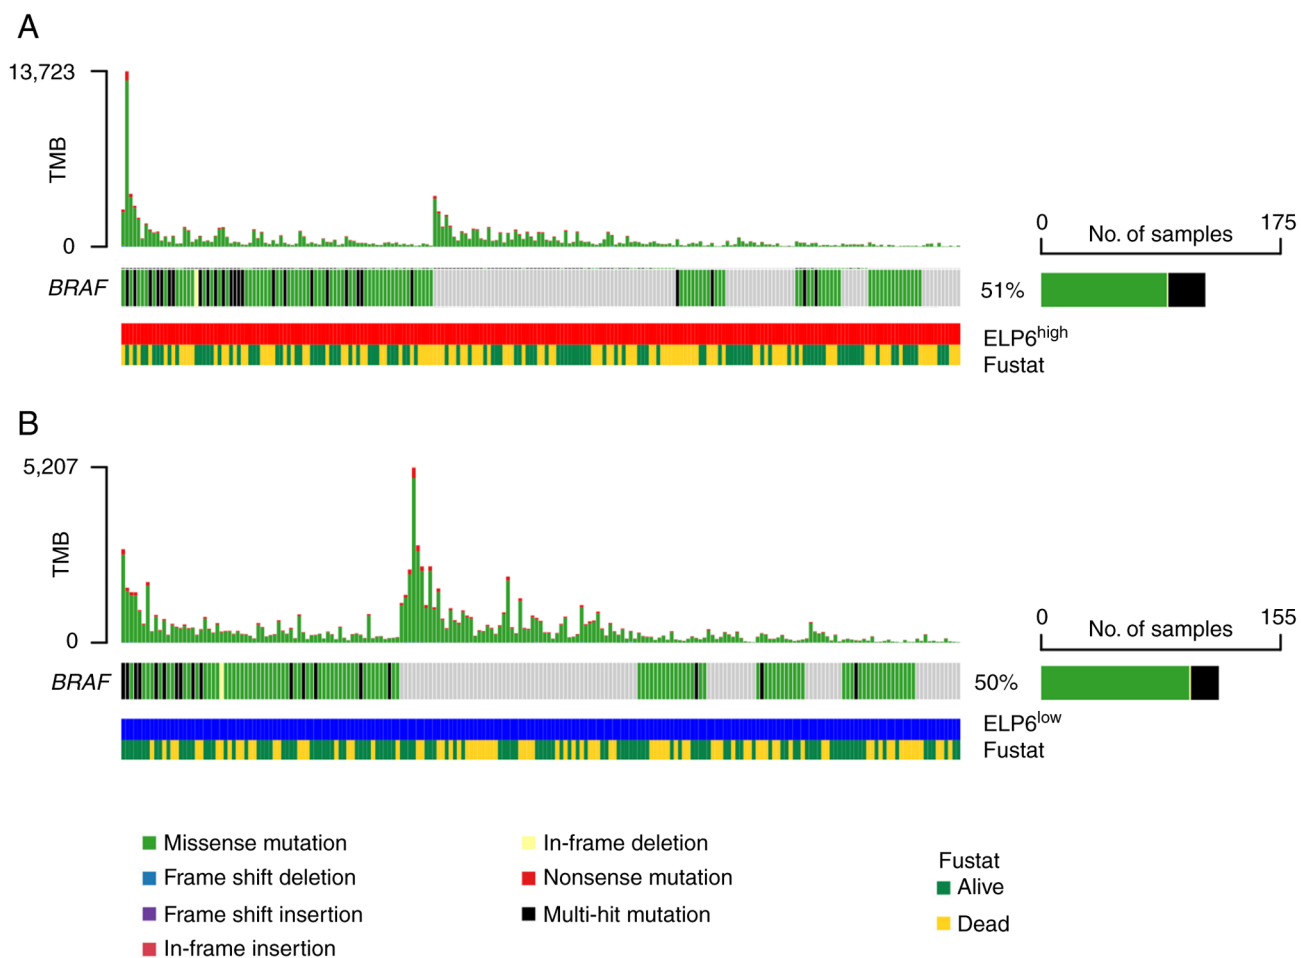 A
13,723
TMB
0
0 175
No. of samples
BRAF
51%
ELP6high
Fustat
B
5,207
TMB
0
0 155
No. of samples
BRAF
50%
ELP6low
Fustat
Missense mutation
Frame shift deletion
Frame shift insertion
In-frame insertion
In-frame deletion
Nonsense mutation
Multi-hit mutation
Fustat
Alive
Dead